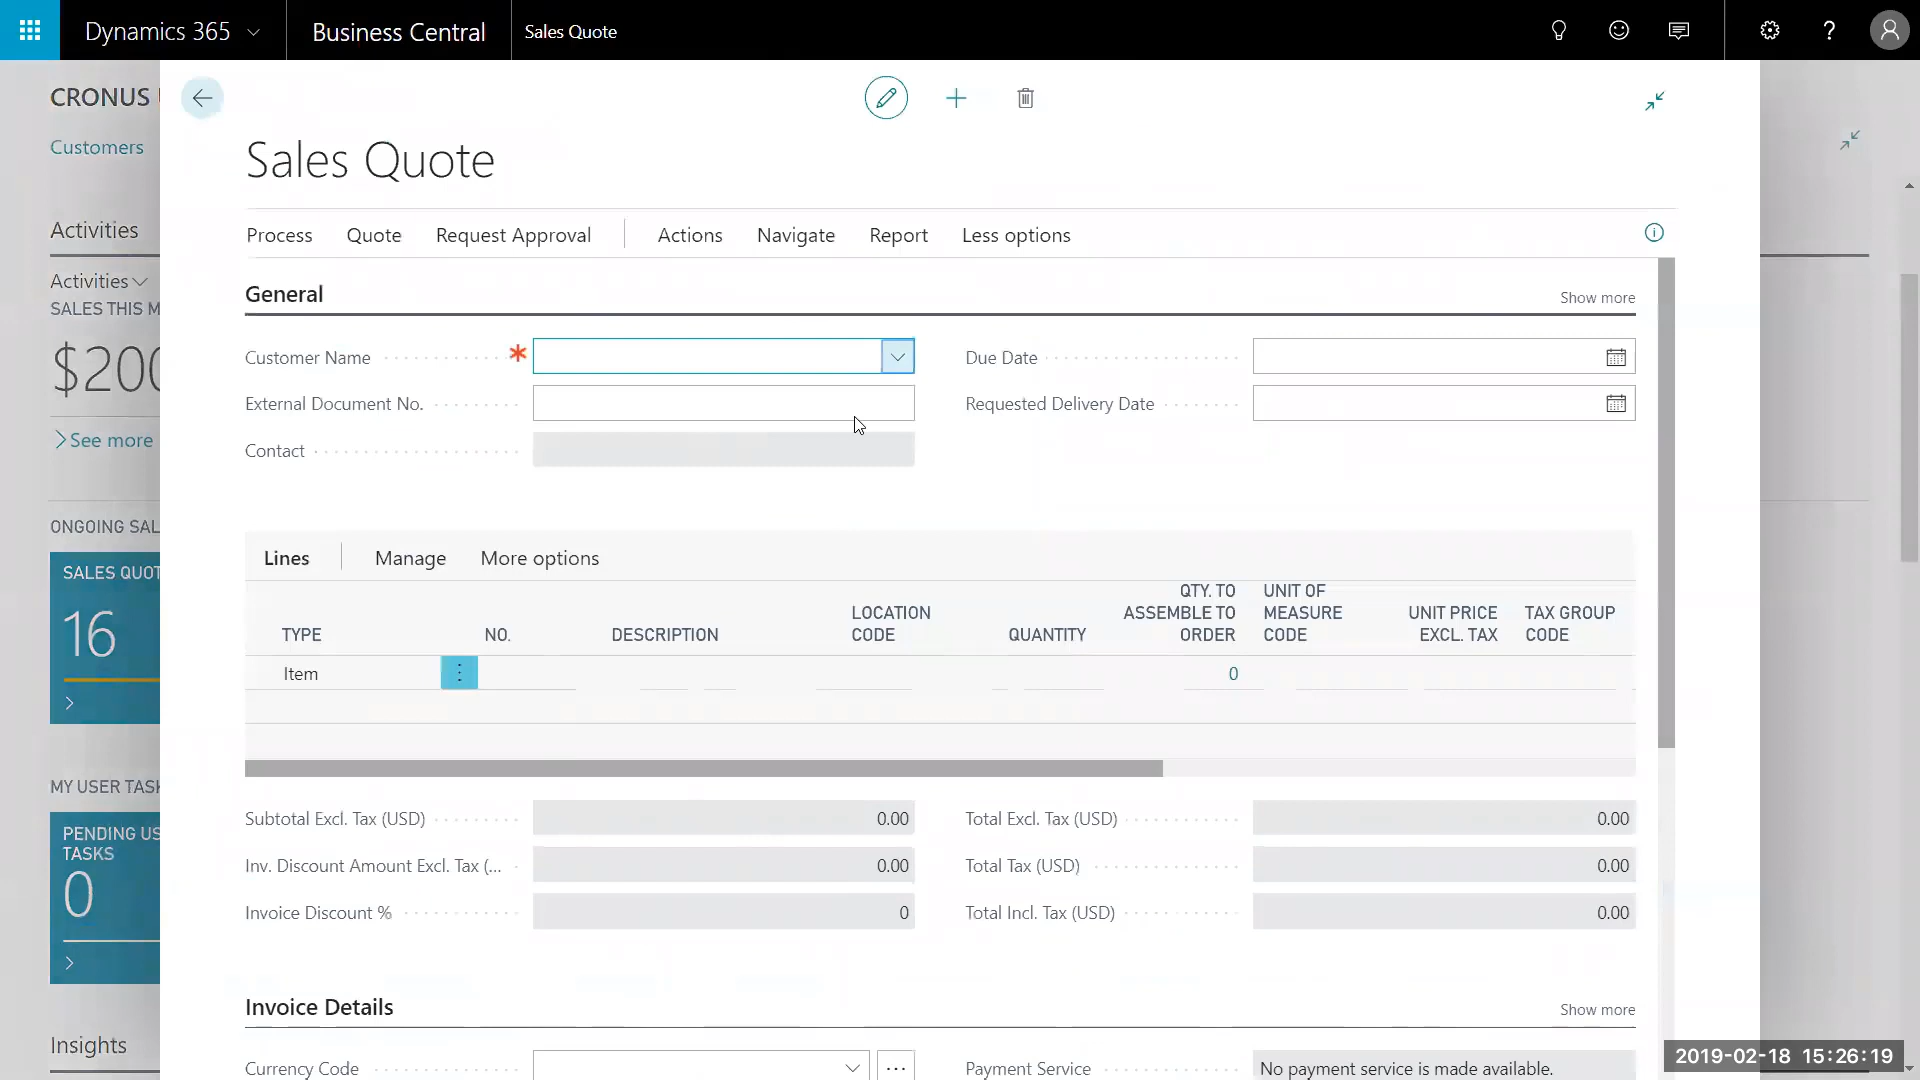 Dynamics 365
Business Central
Sales Quote
CRONUS
Customers
Activities
Activities
SALES THIS M
$200
See more
ONGOING SAL
SALES QUOT
16
MY USER TASK
PENDING US
TASKS
0
Insights
Sales Quote
Process Quote Request Approval Actions Navigate Report Less options
General
Show more
Customer Name
*
Due Date
External Document No.
Requested Delivery Date
Contact
Lines Manage More options
TYPE
NO.
DESCRIPTION
LOCATION
CODE
QUANTITY
QTY. TO
ASSEMBLE TO
ORDER
UNIT OF
MEASURE
CODE
UNIT PRICE
EXCL. TAX
TAX GROUP
CODE
Item
0
Subtotal Excl. Tax (USD) 0.00
Total Excl. Tax (USD) 0.00
Inv. Discount Amount Excl. Tax (... 0.00
Total Tax (USD) 0.00
Invoice Discount % 0
Total Incl. Tax (USD) 0.00
Invoice Details
Show more
Currency Code
Payment Service No payment service is made available.
2019-02-18 15:26:19